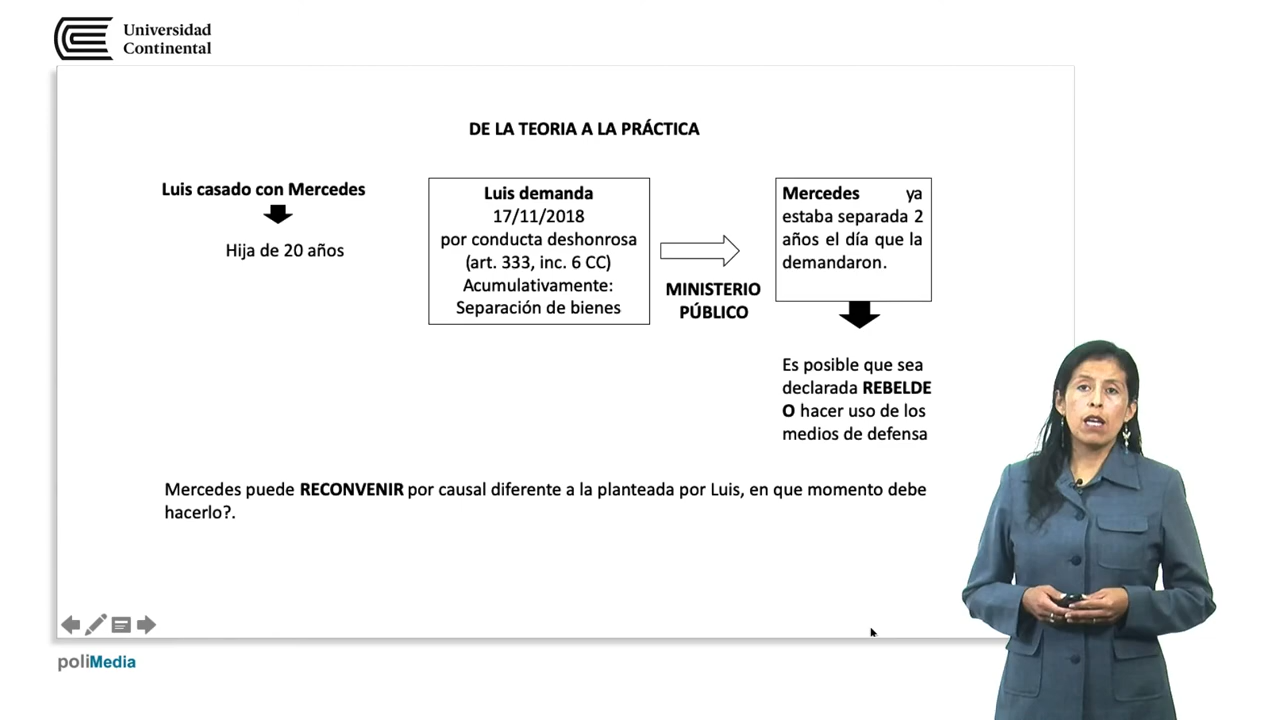 Universidad
Continental
DE LA TEORIA A LA PRÁCTICA
Luis casado con Mercedes
Hija de 20 años
Luis demanda
17/11/2018
por conducta deshonrosa
(art. 333, inc. 6 CC)
Acumulativamente:
Separación de bienes
MINISTERIO
PÚBLICO
Mercedes ya
estaba separada 2
años el día que la
demandaron.
Es posible que sea
declarada REBELDE
O hacer uso de los
medios de defensa
Mercedes puede RECONVENIR por causal diferente a la planteada por Luis, en que momento debe
hacerlo?.
poliMedia